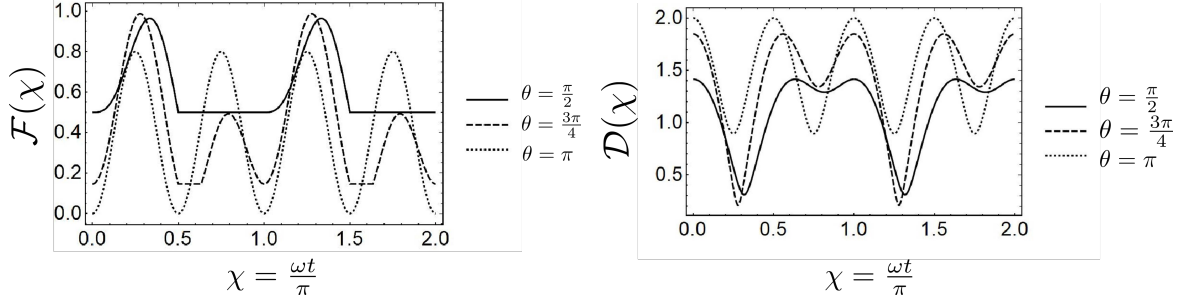 F(χ)
1.0
0.8
0.6
0.4
0.2
0.0
0.0 0.5 1.0 1.5 2.0
χ = ωt/π
θ = π/2
θ = 3π/4
θ = π
D(χ)
2.0
1.5
1.0
0.5
0.0 0.5 1.0 1.5 2.0
χ = ωt/π
θ = π/2
θ = 3π/4
θ = π